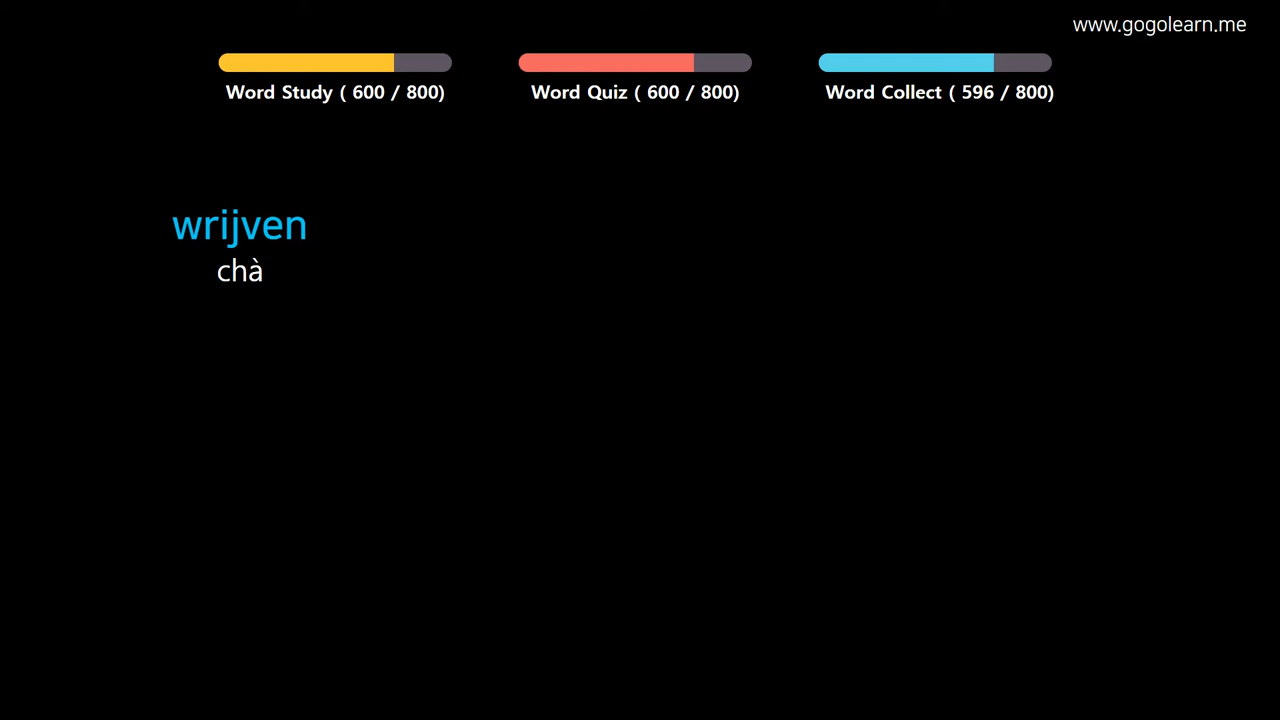 www.gogolearn.me
Word Study ( 600 / 800)
Word Quiz ( 600 / 800)
Word Collect ( 596 / 800)
wrijven
chà